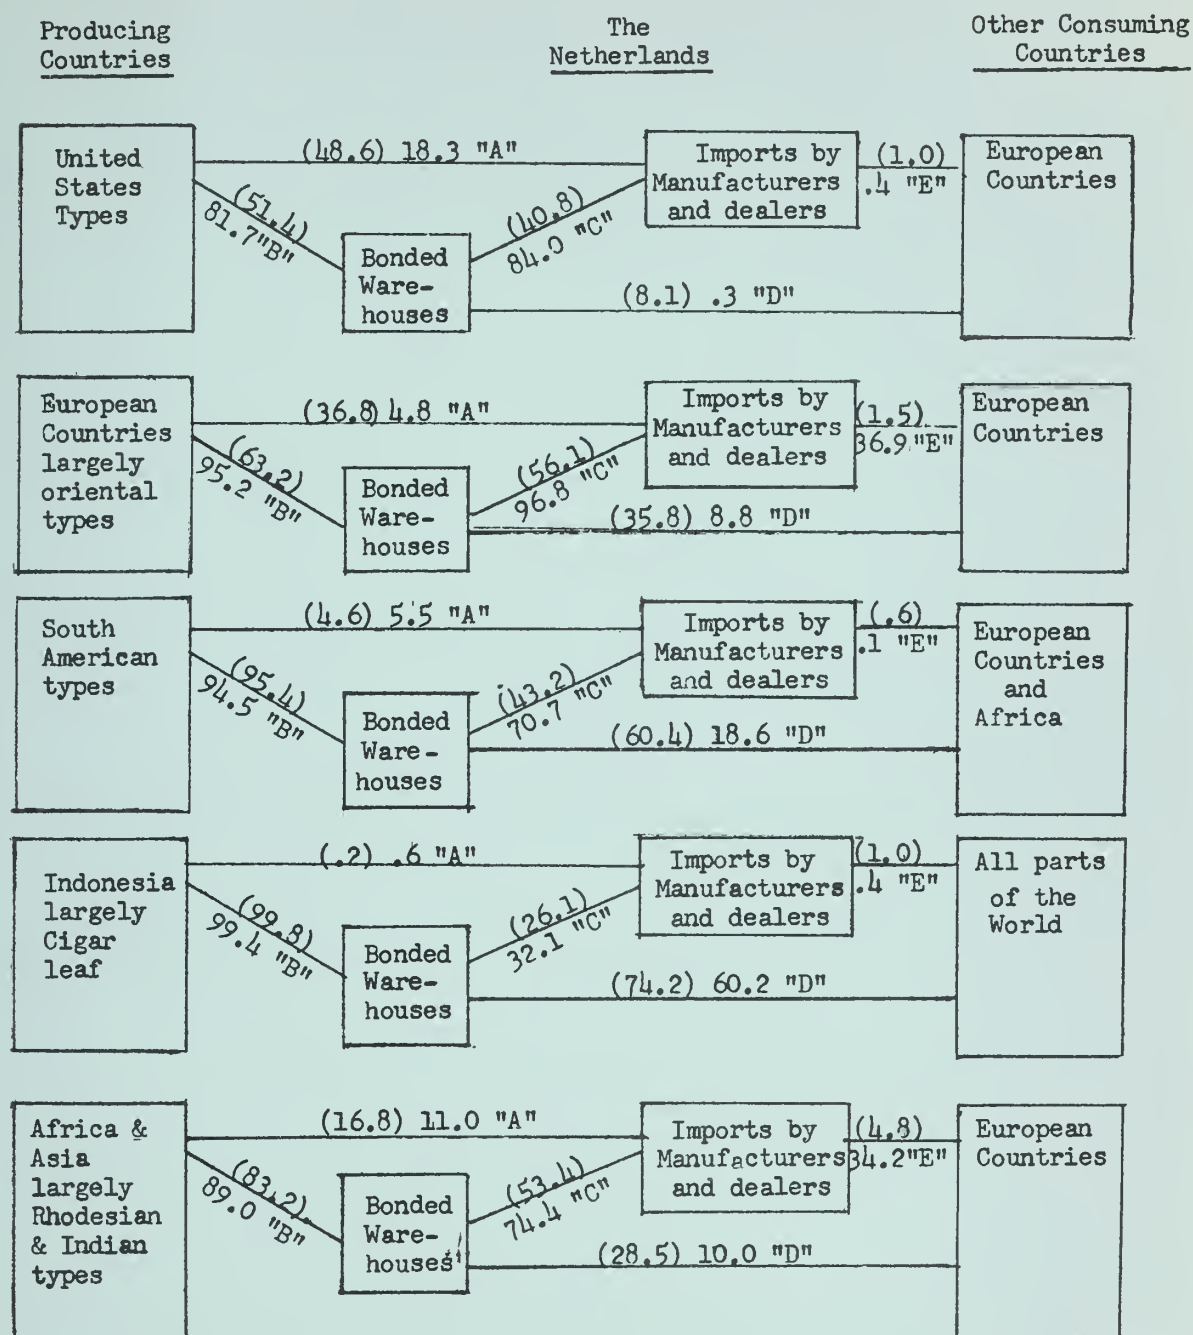 Producing
Countries
The
Netherlands
Other Consuming
Countries
United
States
Types
(48.6) 18.3 "A"
(51.4)
81.7"B"
Bonded
Ware-
houses
(40.8)
84.0 "C"
Imports by
Manufacturers
and dealers
(1.0)
.4 "E"
(8.1) .3 "D"
European
Countries
European
Countries
largely
oriental
types
(36.8) 4.8 "A"
(63.2)
95.2 "B"
Bonded
Ware-
houses
(56.1)
96.8 "C"
Imports by
Manufacturers
and dealers
(1.5)
36.9 "E"
(35.8) 8.8 "D"
European
Countries
South
American
types
(4.6) 5.5 "A"
(95.4)
94.5 "B"
Bonded
Ware-
houses
(43.2)
70.7 "C"
Imports by
Manufacturers
and dealers
(.6)
.1 "E"
(60.4) 18.6 "D"
European
Countries
and
Africa
Indonesia
largely
Cigar
leaf
(.2) .6 "A"
(99.8)
99.4 "B"
Bonded
Ware-
houses
(26.1)
32.1 "C"
Imports by
Manufacturers
and dealers
(1.0)
.4 "E"
(74.2) 60.2 "D"
All parts
of the
World
Africa &
Asia
largely
Rhodesian
& Indian
types
(16.8) 11.0 "A"
(83.2)
89.0 "B"
Bonded
Ware-
houses
(53.4)
74.4 "C"
Imports by
Manufacturers
and dealers
(4.8)
34.2"E"
(28.5) 10.0 "D"
European
Countries